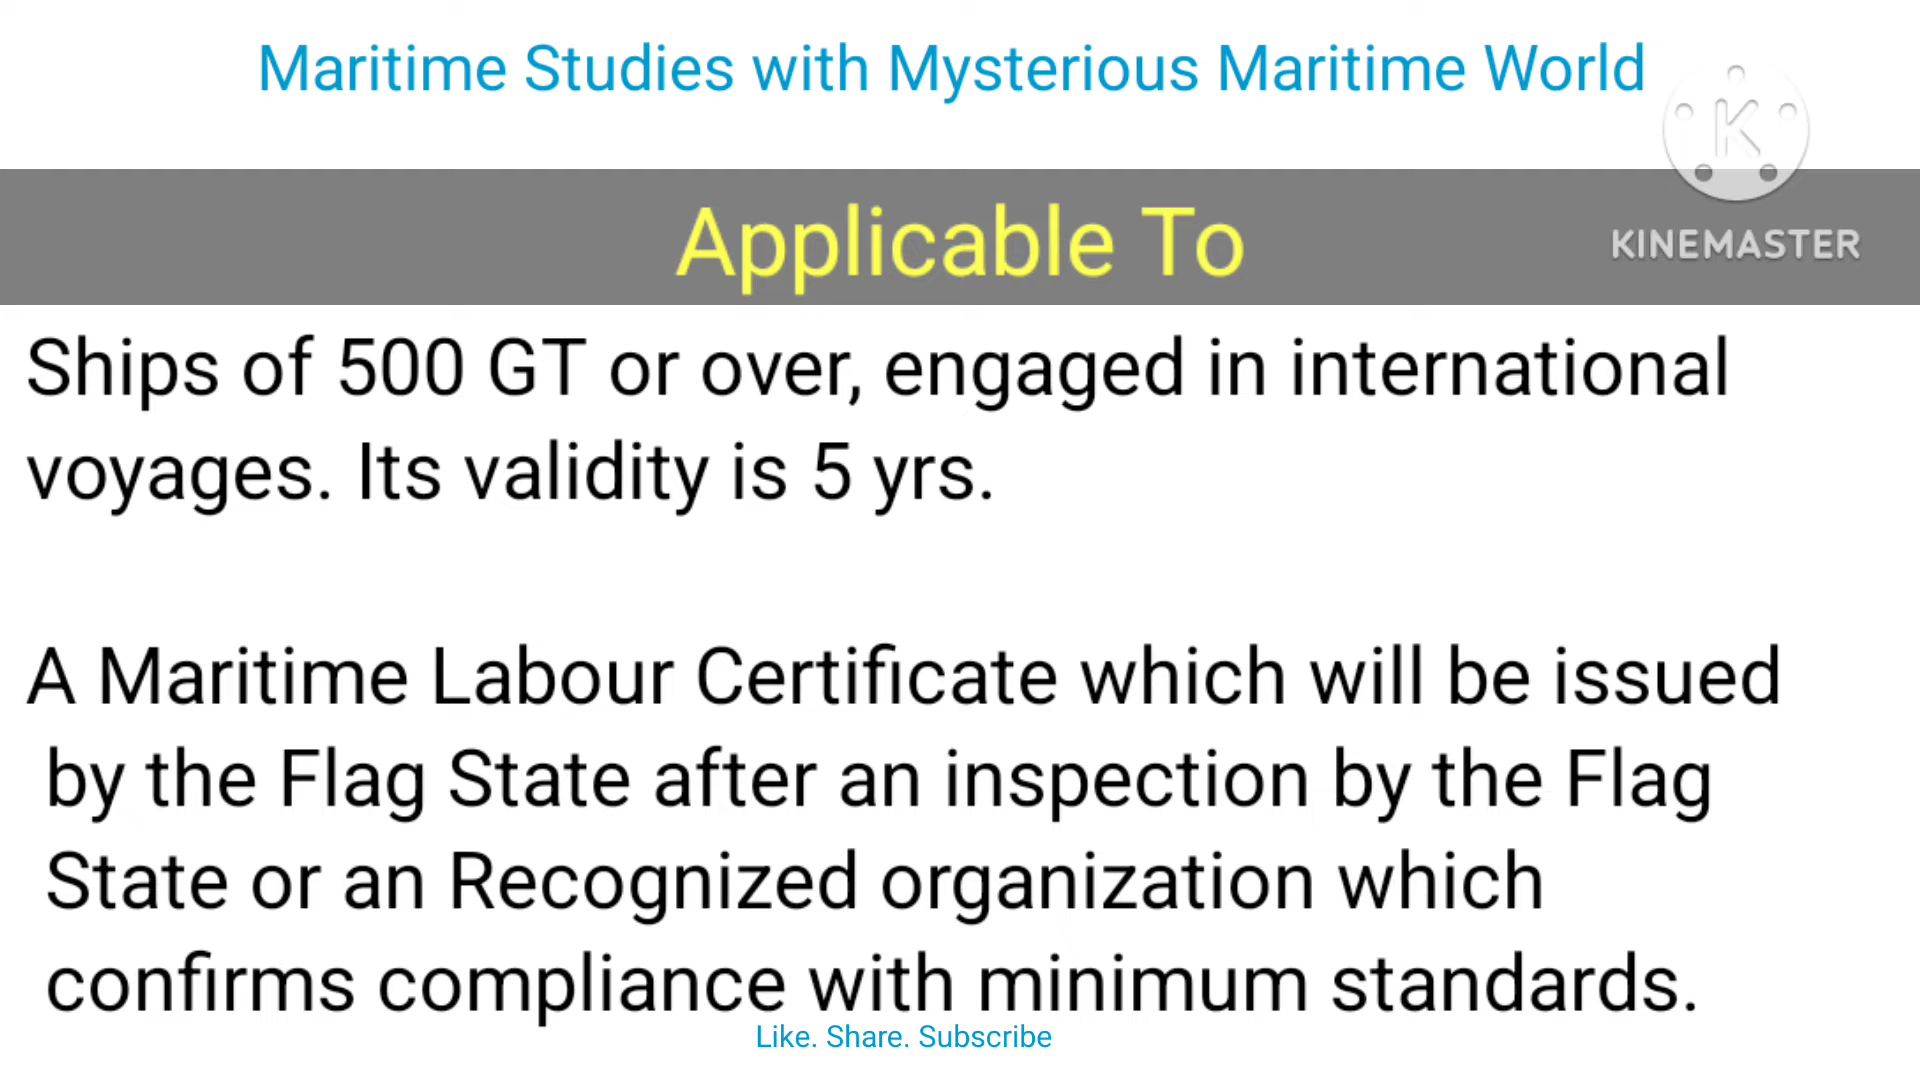 Maritime Studies with Mysterious Maritime World
K
KINEMASTER
Applicable To
Ships of 500 GT or over, engaged in international
voyages. Its validity is 5 yrs.
A Maritime Labour Certificate which will be issued
by the Flag State after an inspection by the Flag
State or an Recognized organization which
confirms compliance with minimum standards.
Like. Share. Subscribe